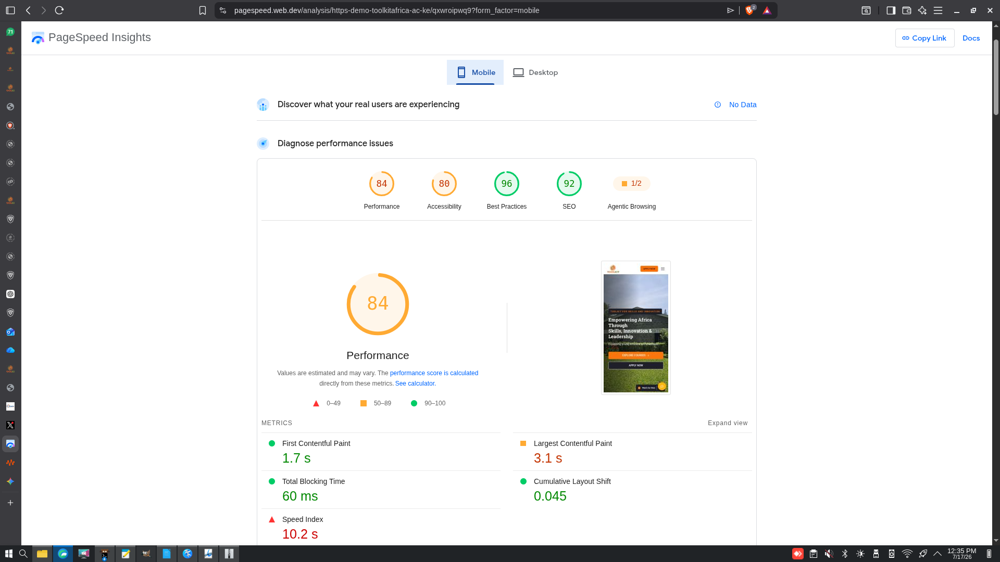 pagespeed.web.dev/analysis/https-demo-toolkitafrica-ac-ke/qxwroipwq9?form_factor=mobile
2
71
PageSpeed Insights
Copy Link
Docs
Mobile
Desktop
Discover what your real users are experiencing
No Data
Diagnose performance issues
84
80
96
92
1/2
Performance
Accessibility
Best Practices
SEO
Agentic Browsing
84
Performance
Values are estimated and may vary. The performance score is calculated
directly from these metrics. See calculator.
0–49
50–89
90–100
TOOLKIT
APPLY NOW
TOOLKIT FOR SKILLS AND INNOVATION
Empowering Africa
Through
Skills, Innovation &
Leadership
EXPLORE COURSES
APPLY NOW
METRICS
Expand view
First Contentful Paint
1.7 s
Largest Contentful Paint
3.1 s
Total Blocking Time
60 ms
Cumulative Layout Shift
0.045
Speed Index
10.2 s
12:35 PM
7/17/26